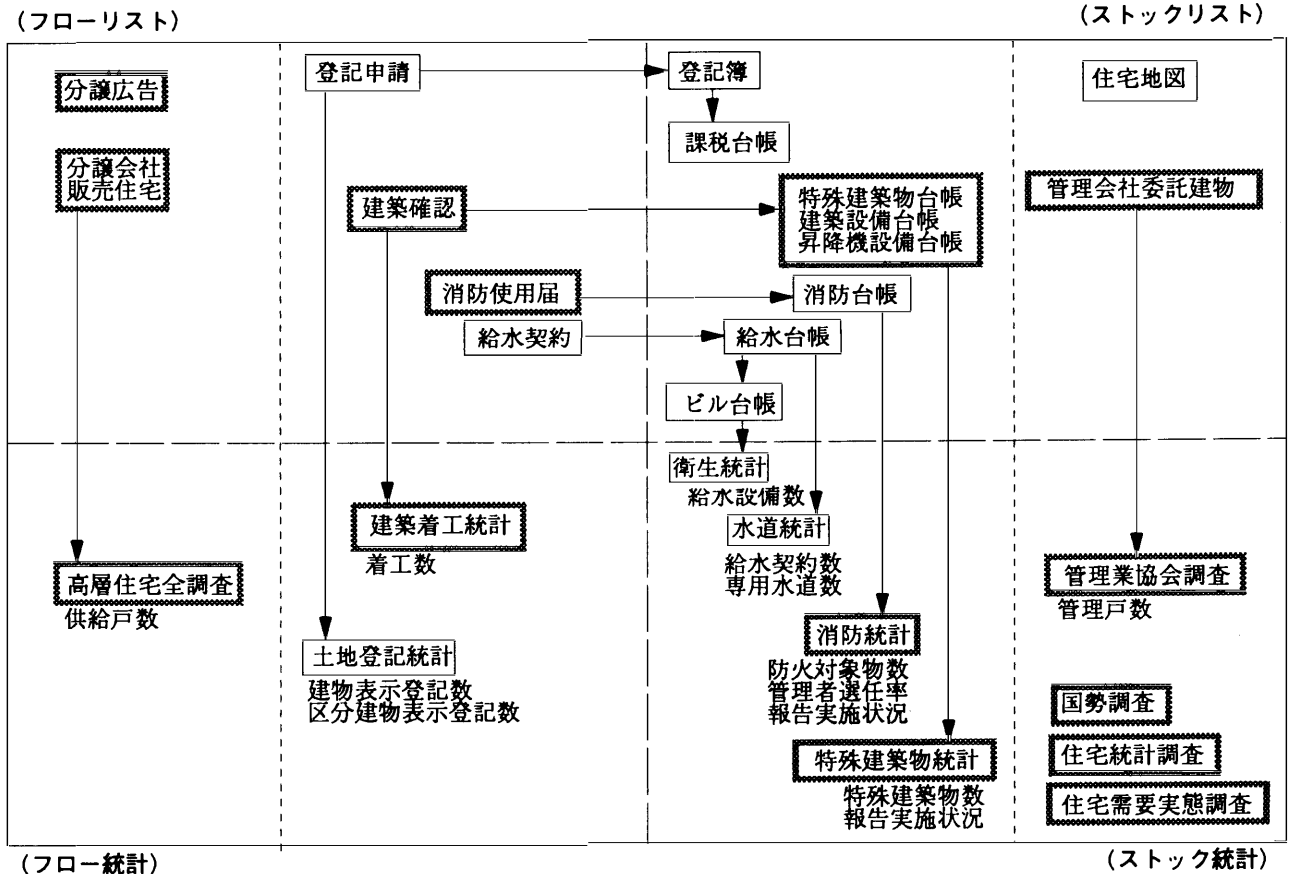 (フローリスト)
(ストックリスト)
分譲広告
登記申請
登記簿
住宅地図
課税台帳
分譲会社
販売住宅
建築確認
特殊建築物台帳
建築設備台帳
昇降機設備台帳
管理会社委託建物
消防使用届
消防台帳
給水契約
給水台帳
ビル台帳
衛生統計
給水設備数
建築着工統計
着工数
水道統計
給水契約数
専用水道数
高層住宅全調査
供給戸数
管理業協会調査
管理戸数
消防統計
防火対象物数
管理者選任率
報告実施状況
土地登記統計
建物表示登記数
区分建物表示登記数
国勢調査
特殊建築物統計
特殊建築物数
報告実施状況
住宅統計調査
住宅需要実態調査
(フロー統計)
(ストック統計)